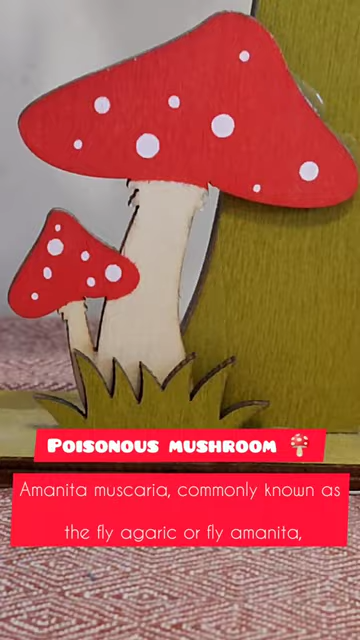 Poisonous mushroom 🍄
Amanita muscaria, commonly known as
the fly agaric or fly amanita,